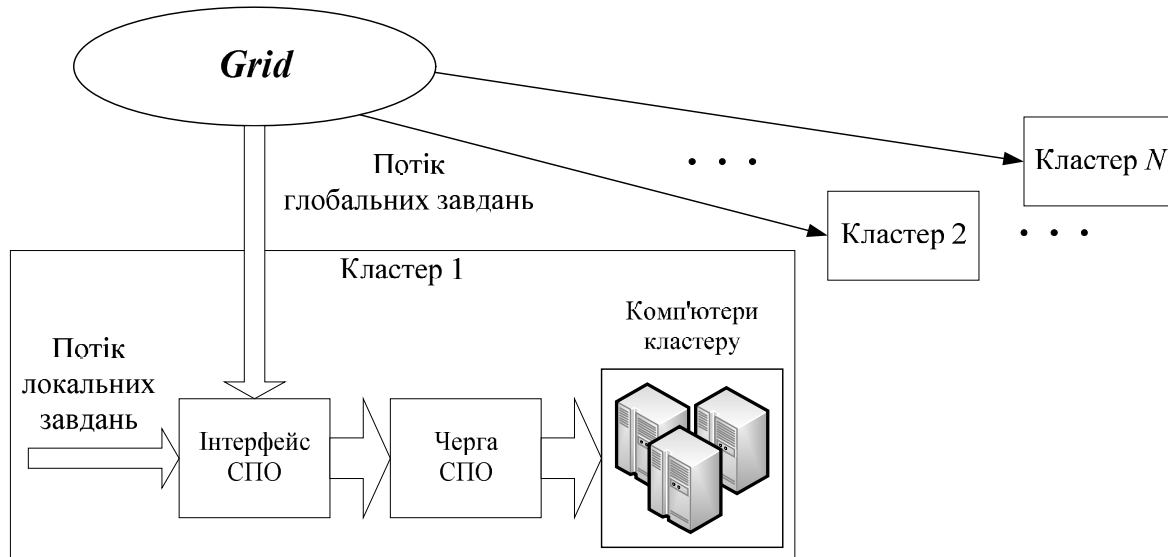 Grid
Потік
глобальних завдань
. . .
Кластер N
Кластер 2
. . .
Кластер 1
Комп'ютери
кластеру
Потік
локальних
завдань
Інтерфейс
СПО
Черга
СПО